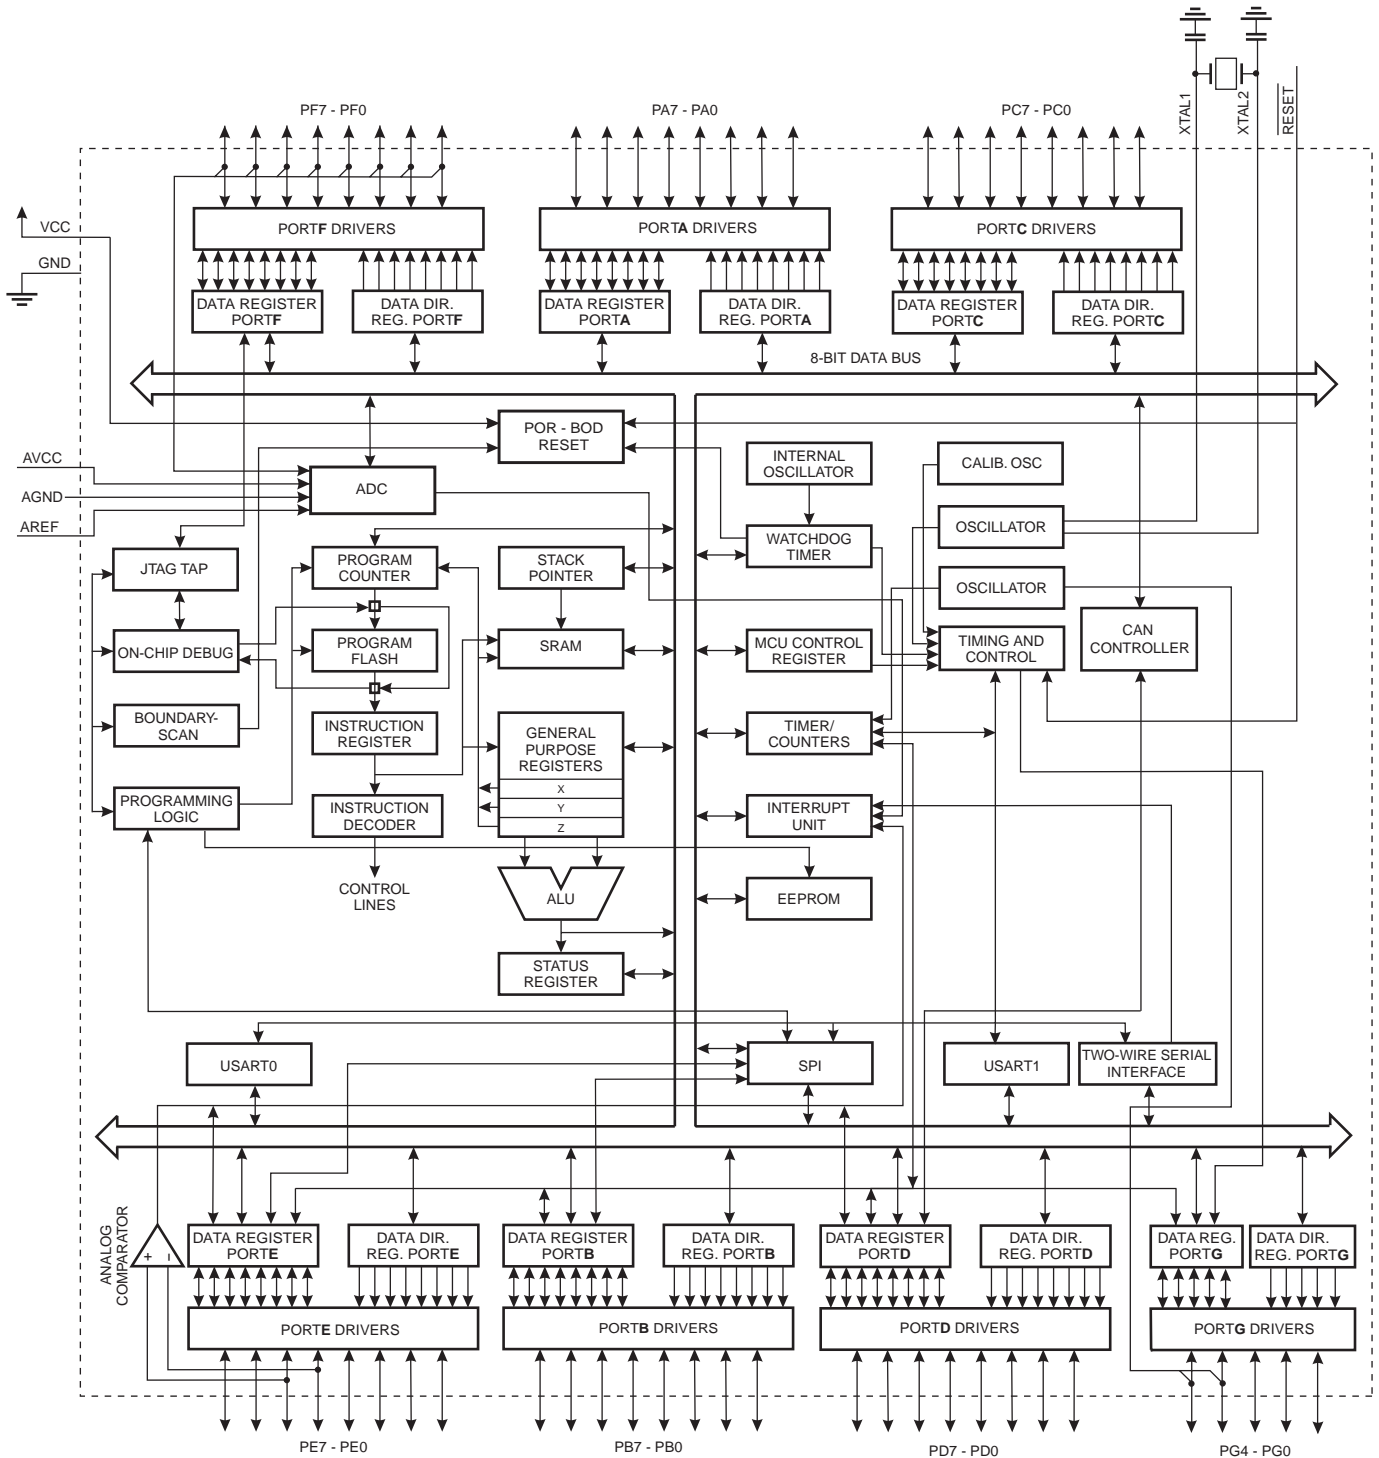 XTAL1
XTAL2
RESET
PF7 - PF0
PA7 - PA0
PC7 - PC0
VCC
GND
PORTF DRIVERS
PORTA DRIVERS
PORTC DRIVERS
DATA REGISTER
PORTF
DATA DIR.
REG. PORTF
DATA REGISTER
PORTA
DATA DIR.
REG. PORTA
DATA REGISTER
PORTC
DATA DIR.
REG. PORTC
8-BIT DATA BUS
POR - BOD
RESET
INTERNAL
OSCILLATOR
CALIB. OSC
AVCC
AGND
AREF
ADC
OSCILLATOR
WATCHDOG
TIMER
JTAG TAP
PROGRAM
COUNTER
STACK
POINTER
OSCILLATOR
CAN
CONTROLLER
ON-CHIP DEBUG
PROGRAM
FLASH
SRAM
MCU CONTROL
REGISTER
TIMING AND
CONTROL
BOUNDARY-
SCAN
INSTRUCTION
REGISTER
GENERAL
PURPOSE
REGISTERS
X
Y
Z
TIMER/
COUNTERS
PROGRAMMING
LOGIC
INSTRUCTION
DECODER
INTERRUPT
UNIT
CONTROL
LINES
ALU
EEPROM
STATUS
REGISTER
USART0
SPI
USART1
TWO-WIRE SERIAL
INTERFACE
ANALOG
COMPARATOR
+
–
DATA REGISTER
PORTE
DATA DIR.
REG. PORTE
DATA REGISTER
PORTB
DATA DIR.
REG. PORTB
DATA REGISTER
PORTD
DATA DIR.
REG. PORTD
DATA REG.
PORTG
DATA DIR.
REG. PORTG
PORTE DRIVERS
PORTB DRIVERS
PORTD DRIVERS
PORTG DRIVERS
PE7 - PE0
PB7 - PB0
PD7 - PD0
PG4 - PG0